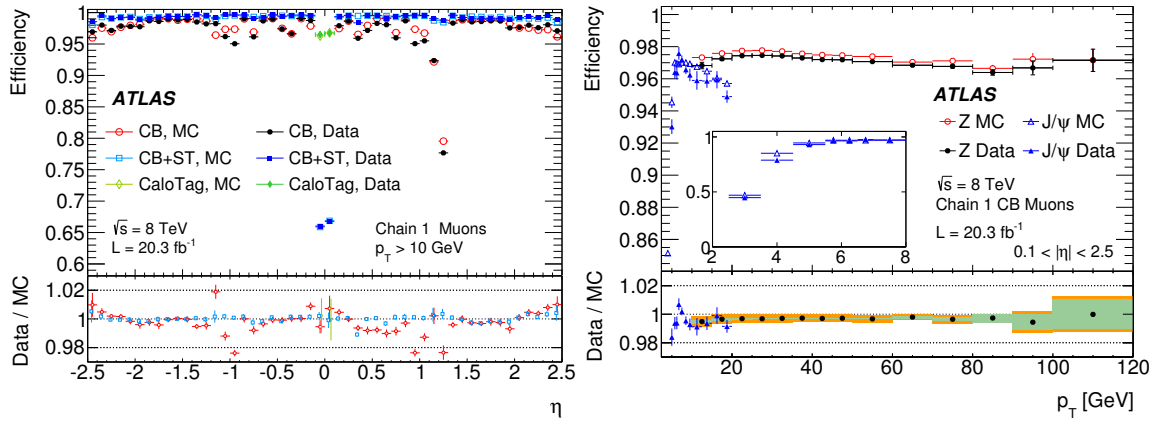 Efficiency
1
0.95
0.9
0.85
0.8
0.75
0.7
0.65
0.6
ATLAS
CB, MC
CB, Data
CB+ST, MC
CB+ST, Data
CaloTag, MC
CaloTag, Data
√s = 8 TeV
L = 20.3 fb⁻¹
Chain 1 Muons
p_T > 10 GeV
Data / MC
1.02
1.0
0.98
-2.5 -2 -1.5 -1 -0.5 0 0.5 1 1.5 2 2.5
η
Efficiency
1
0.98
0.96
0.94
0.92
0.9
0.88
0.86
0.84
ATLAS
Z MC
J/ψ MC
Z Data
J/ψ Data
√s = 8 TeV
Chain 1 CB Muons
L = 20.3 fb⁻¹
0.1 < |η| < 2.5
1
0.5
0
2 4 6 8
Data / MC
1.02
1.00
0.98
20 40 60 80 100 120
p_T [GeV]